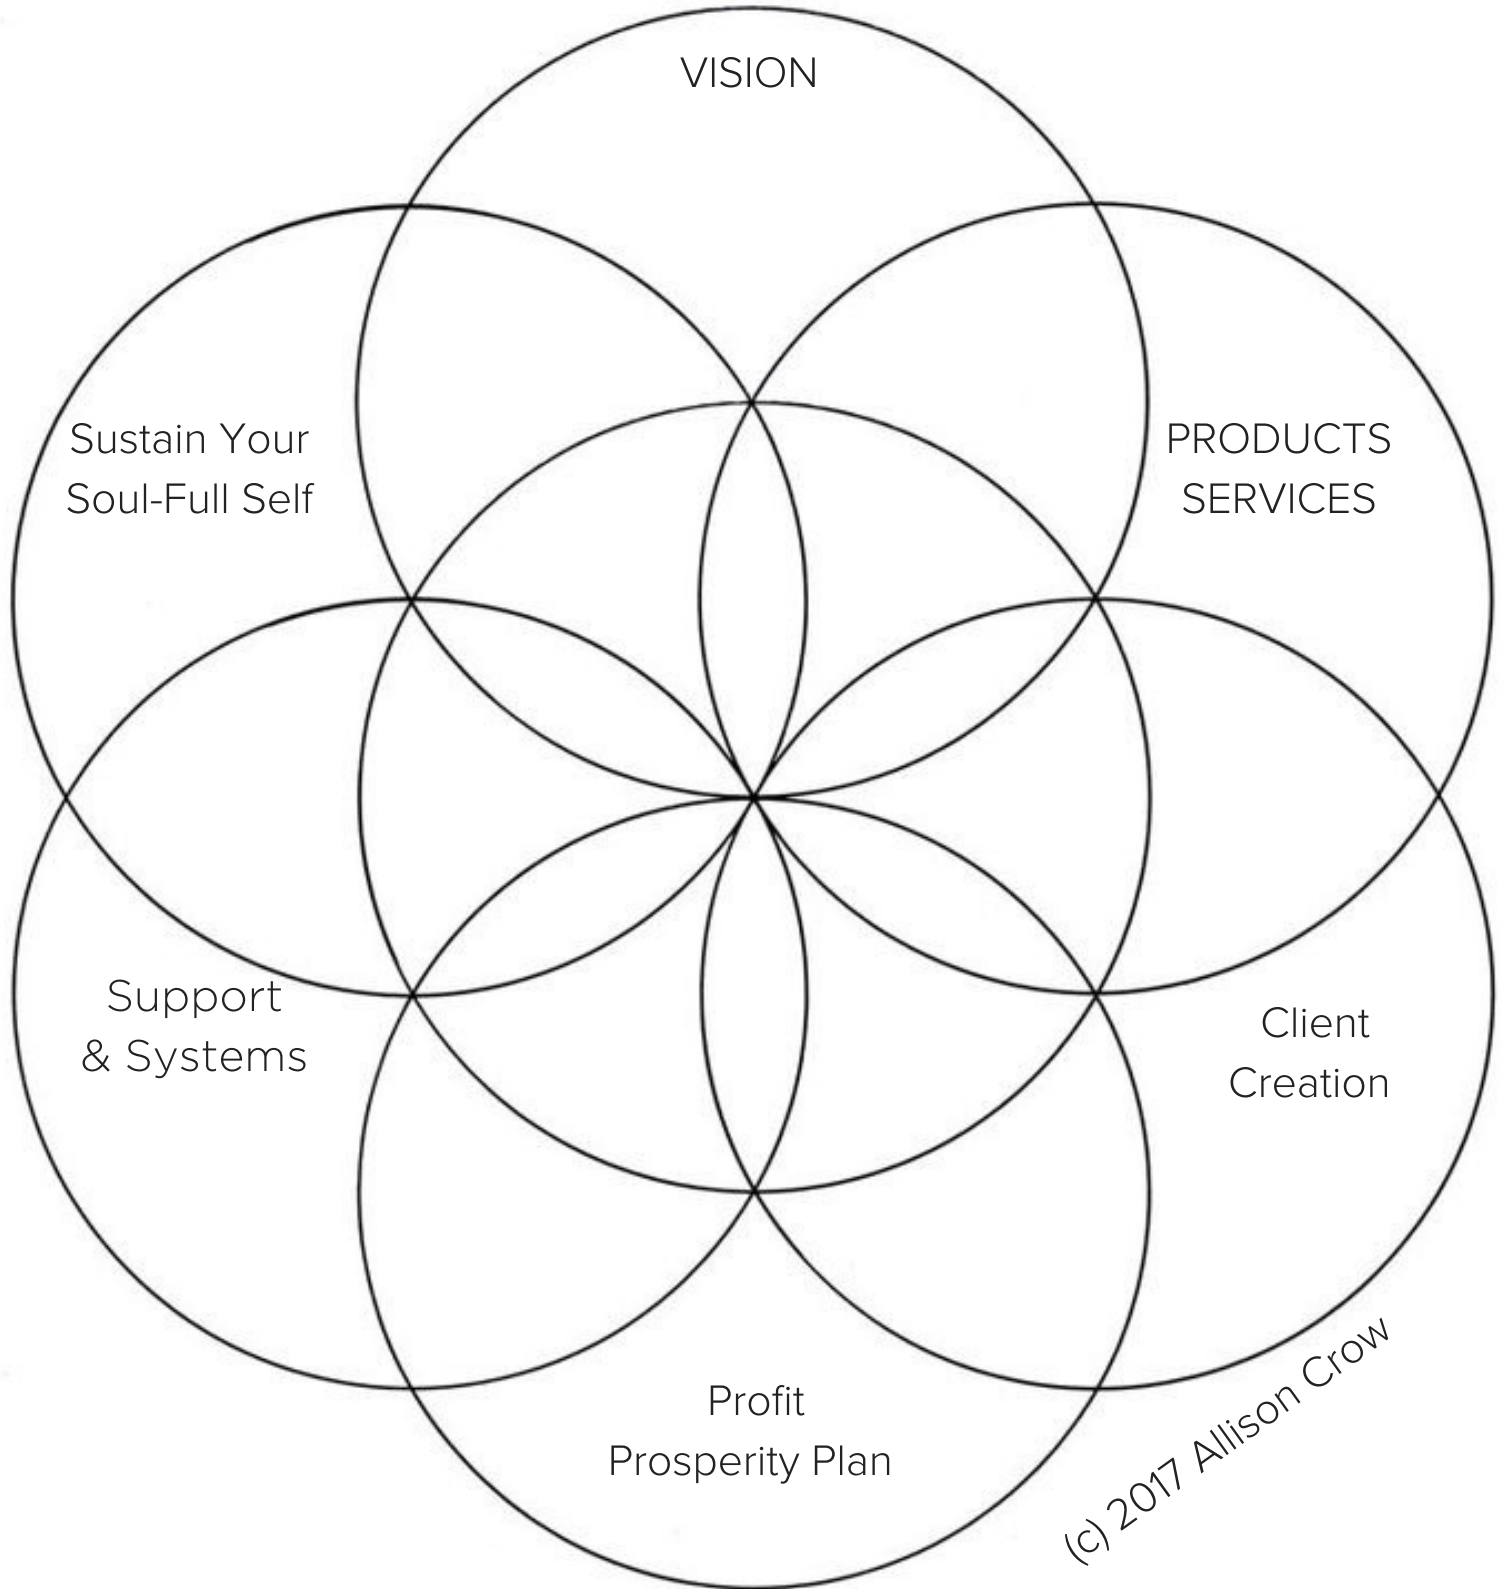 VISION
Sustain Your
Soul-Full Self
PRODUCTS
SERVICES
Support
& Systems
Client
Creation
Profit
Prosperity Plan
(c) 2017 Allison Crow